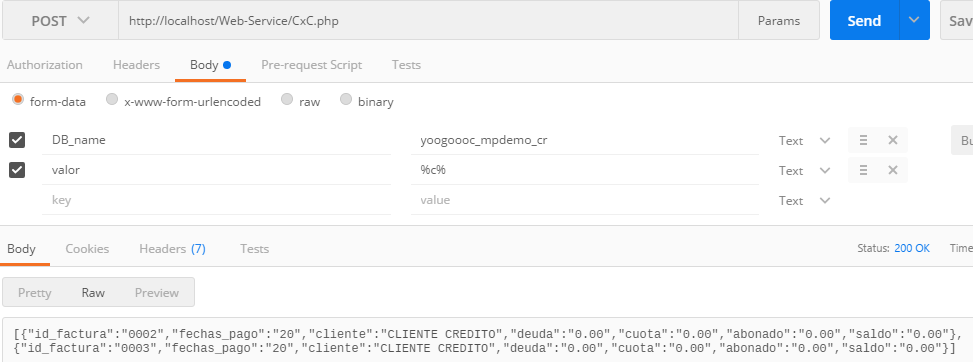 POST http://localhost/Web-Service/CxC.php Params Send Sav
Authorization Headers Body Pre-request Script Tests
form-data x-www-form-urlencoded raw binary
DB_name yoogoooc_mpdemo_cr Text Bu
valor %c% Text
key value Text
Body Cookies Headers (7) Tests Status: 200 OK Time
Pretty Raw Preview
[{"id_factura":"0002","fechas_pago":"20","cliente":"CLIENTE CREDITO","deuda":"0.00","cuota":"0.00","abonado":"0.00","saldo":"0.00"},
{"id_factura":"0003","fechas_pago":"20","cliente":"CLIENTE CREDITO","deuda":"0.00","cuota":"0.00","abonado":"0.00","saldo":"0.00"}]